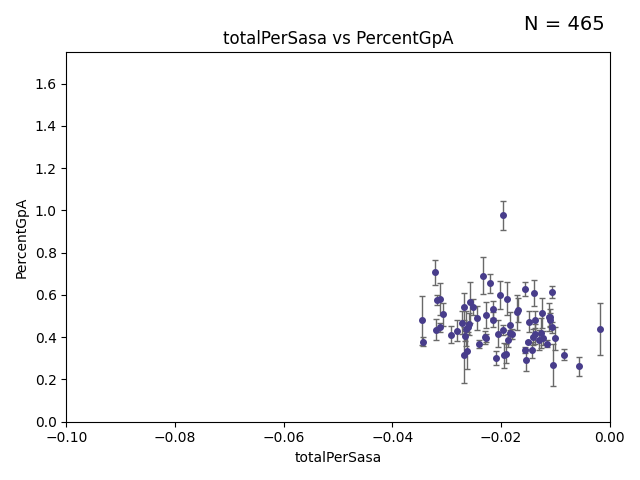 N = 465
totalPerSasa vs PercentGpA
PercentGpA
1.6
1.4
1.2
1.0
0.8
0.6
0.4
0.2
0.0
−0.10 −0.08 −0.06 −0.04 −0.02 0.00
totalPerSasa